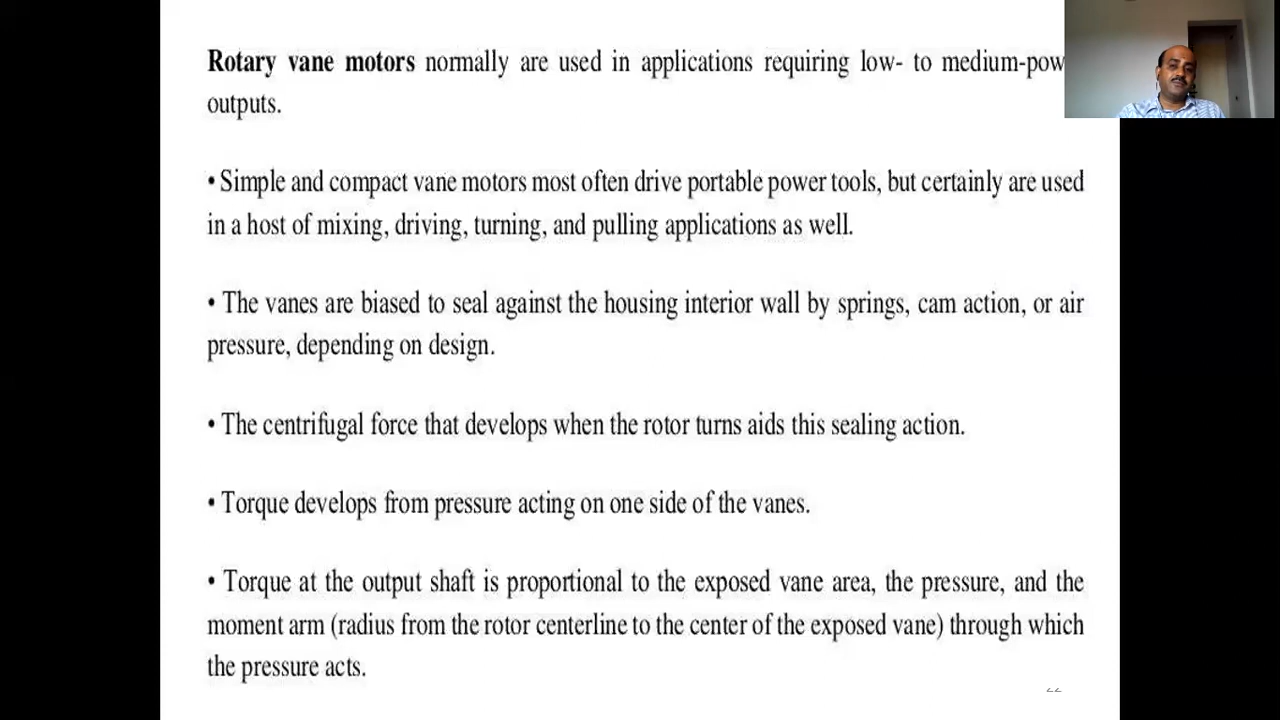 Rotary vane motors normally are used in applications requiring low- to medium-pow
outputs.
• Simple and compact vane motors most often drive portable power tools, but certainly are used
in a host of mixing, driving, turning, and pulling applications as well.
• The vanes are biased to seal against the housing interior wall by springs, cam action, or air
pressure, depending on design.
• The centrifugal force that develops when the rotor turns aids this sealing action.
• Torque develops from pressure acting on one side of the vanes.
• Torque at the output shaft is proportional to the exposed vane area, the pressure, and the
moment arm (radius from the rotor centerline to the center of the exposed vane) through which
the pressure acts.